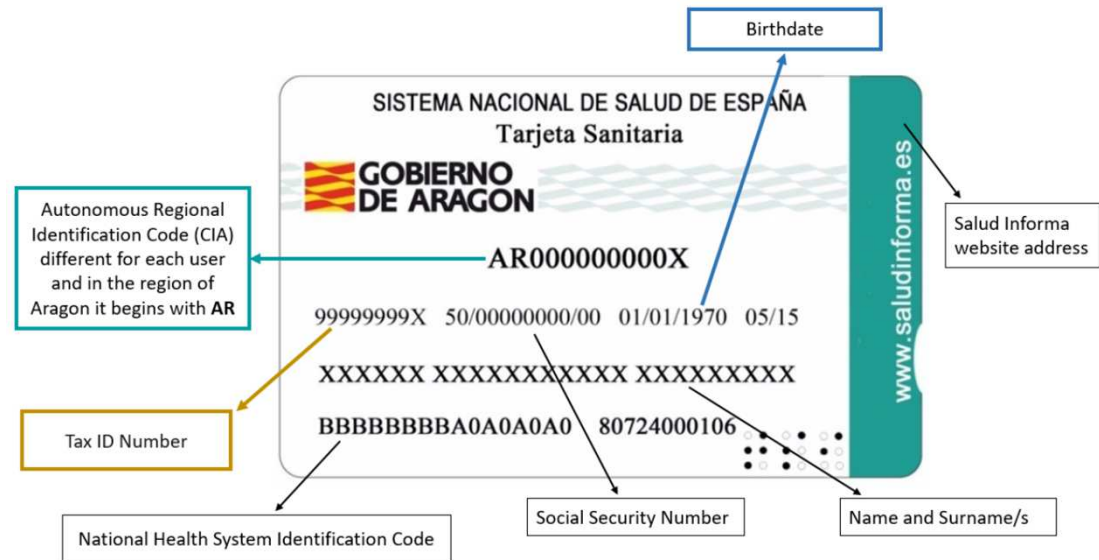 Birthdate
SISTEMA NACIONAL DE SALUD DE ESPAÑA
Tarjeta Sanitaria
GOBIERNO
DE ARAGON
www.saludinforma.es
Autonomous Regional
Identification Code (CIA)
different for each user
and in the region of
Aragon it begins with AR
Salud Informa
website address
AR000000000X
99999999X 50/00000000/00 01/01/1970 05/15
XXXXXX XXXXXXXXXXX XXXXXXXXX
BBBBBBBBBA0A0A0A0 80724000106
Tax ID Number
National Health System Identification Code
Social Security Number
Name and Surname/s